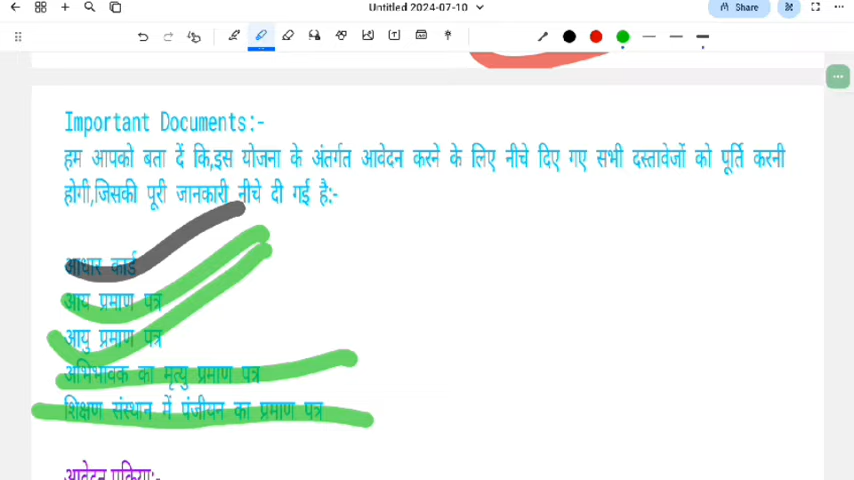 Untitled 2024-07-10
Share
Important Documents:-
हम आपको बता दें कि,इस योजना के अंतर्गत आवेदन करने के लिए नीचे दिए गए सभी दस्तावेजों को पूर्ति करनी
होगी,जिसकी पूरी जानकारी नीचे दी गई है:-
आधार कार्ड
आय प्रमाण पत्र
आयु प्रमाण पत्र
अभिभावक का मृत्यु प्रमाण पत्र
शिक्षण संस्थान में पंजीयन का प्रमाण पत्र
आवेदन प्रक्रिया:-